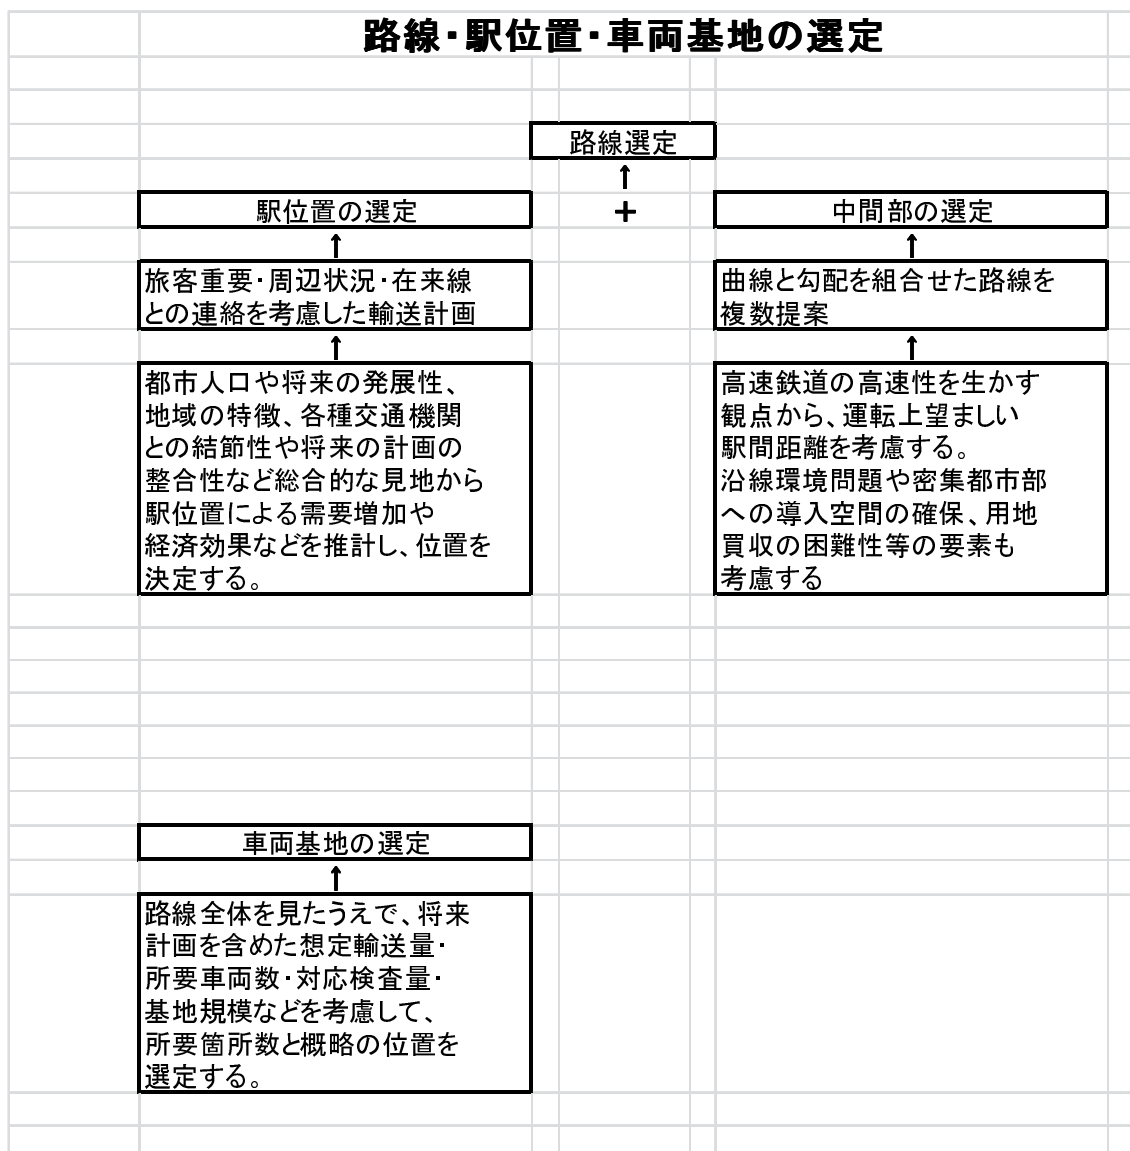 路線・駅位置・車両基地の選定
路線選定
↑
駅位置の選定
+
中間部の選定
↑
↑
旅客重要・周辺状況・在来線
との連絡を考慮した輸送計画
曲線と勾配を組合せた路線を
複数提案
↑
↑
都市人口や将来の発展性、
地域の特徴、各種交通機関
との結節性や将来の計画の
整合性など総合的な見地から
駅位置による需要増加や
経済効果などを推計し、位置を
決定する。
高速鉄道の高速性を生かす
観点から、運転上望ましい
駅間距離を考慮する。
沿線環境問題や密集都市部
への導入空間の確保、用地
買収の困難性等の要素も
考慮する
車両基地の選定
↑
路線全体を見たうえで、将来
計画を含めた想定輸送量・
所要車両数・対応検査量・
基地規模などを考慮して、
所要箇所数と概略の位置を
選定する。